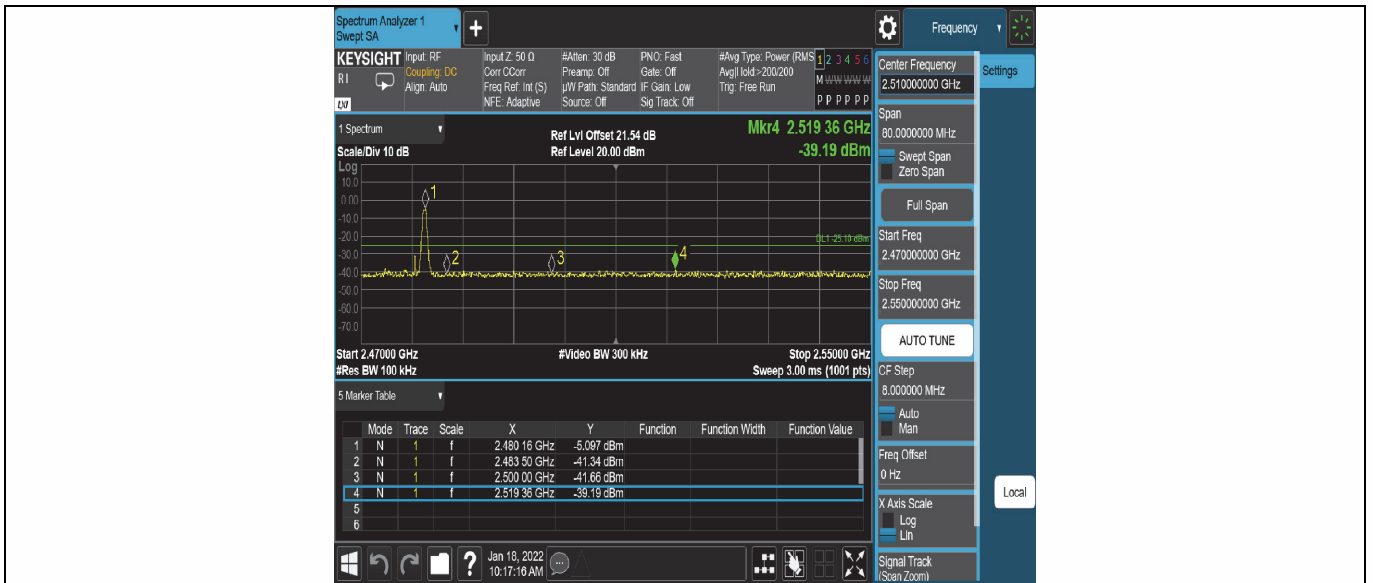 Spectrum Analyzer 1
Swept SA
+
Frequency
KEYSIGHT
R I
LXI
Input: RF
Coupling: DC
Align: Auto
Input Z: 50 Ω
Corr CCorr
Freq Ref: Int (S)
NFE: Adaptive
#Atten: 30 dB
Preamp: Off
µW Path: Standard
Source: Off
PNO: Fast
Gate: Off
IF Gain: Low
Sig Track: Off
#Avg Type: Power (RMS
Avg|Hold:>200/200
Trig: Free Run
1 2 3 4 5 6
M W W W W W
P P P P P P
1 Spectrum
Scale/Div 10 dB
Ref Lvl Offset 21.54 dB
Ref Level 20.00 dBm
Mkr4 2.519 36 GHz
-39.19 dBm
Log
10.0
0.00
-10.0
-20.0
-30.0
-40.0
-50.0
-60.0
-70.0
1
2
3
4
DL1 -25.10 dBm
Start 2.47000 GHz
#Res BW 100 kHz
#Video BW 300 kHz
Stop 2.55000 GHz
Sweep 3.00 ms (1001 pts)
5 Marker Table
Mode Trace Scale X Y Function Function Width Function Value
1 N 1 f 2.480 16 GHz -5.097 dBm
2 N 1 f 2.483 50 GHz -41.34 dBm
3 N 1 f 2.500 00 GHz -41.66 dBm
4 N 1 f 2.519 36 GHz -39.19 dBm
5
6
?
Jan 18, 2022
10:17:16 AM
Center Frequency
2.510000000 GHz
Span
80.0000000 MHz
Swept Span
Zero Span
Full Span
Start Freq
2.470000000 GHz
Stop Freq
2.550000000 GHz
AUTO TUNE
CF Step
8.000000 MHz
Auto
Man
Freq Offset
0 Hz
X Axis Scale
Log
Lin
Signal Track
(Span Zoom)
Settings
Local